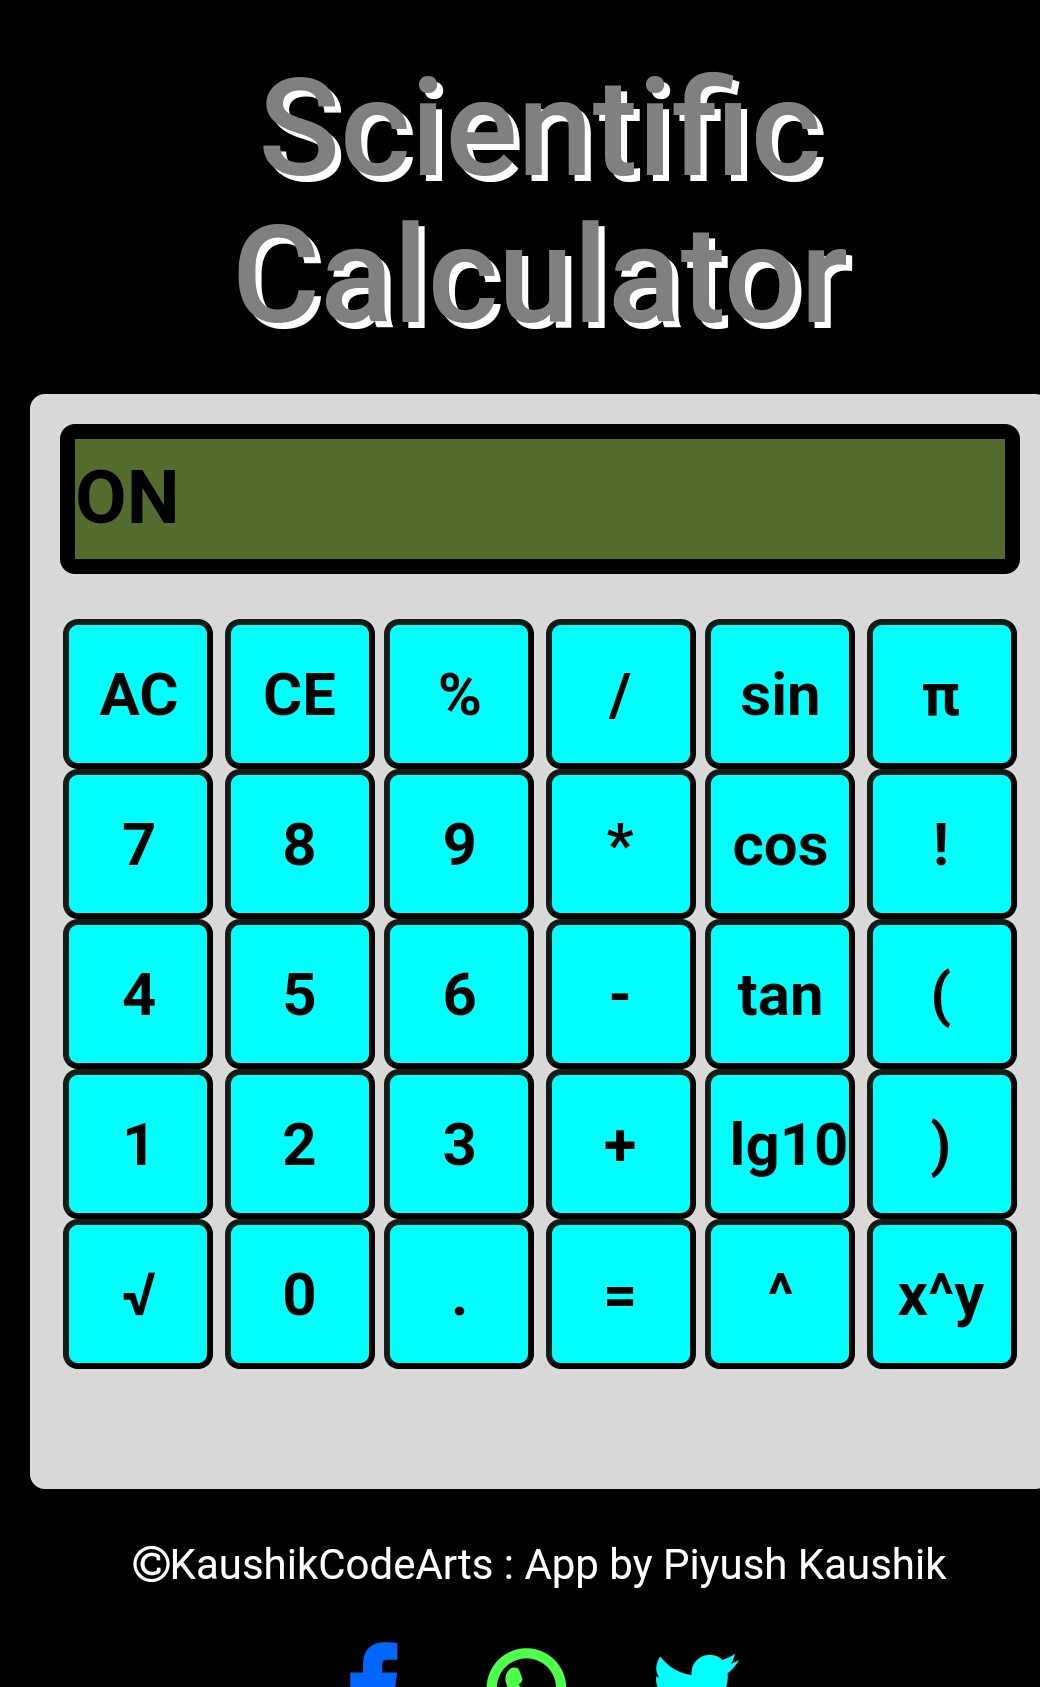 Scientific
Calculator
ON
AC CE % / sin π
7 8 9 * cos !
4 5 6 - tan (
1 2 3 + lg10 )
√ 0 . = ^ x^y
©KaushikCodeArts : App by Piyush Kaushik